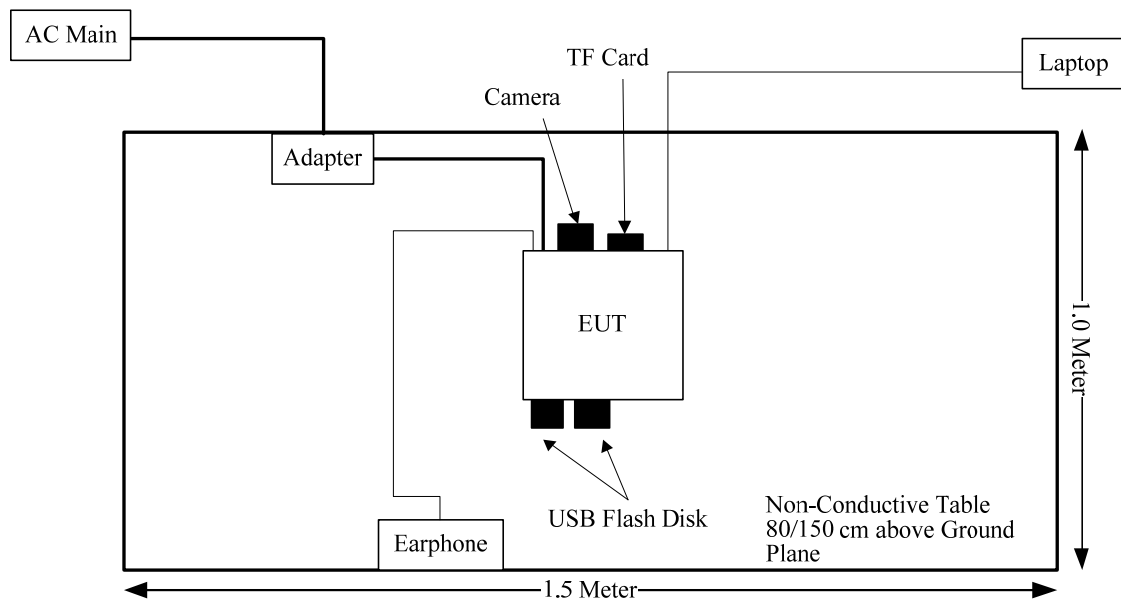 AC Main
TF Card
Laptop
Camera
Adapter
EUT
1.0 Meter
USB Flash Disk
Non-Conductive Table
80/150 cm above Ground
Plane
Earphone
1.5 Meter